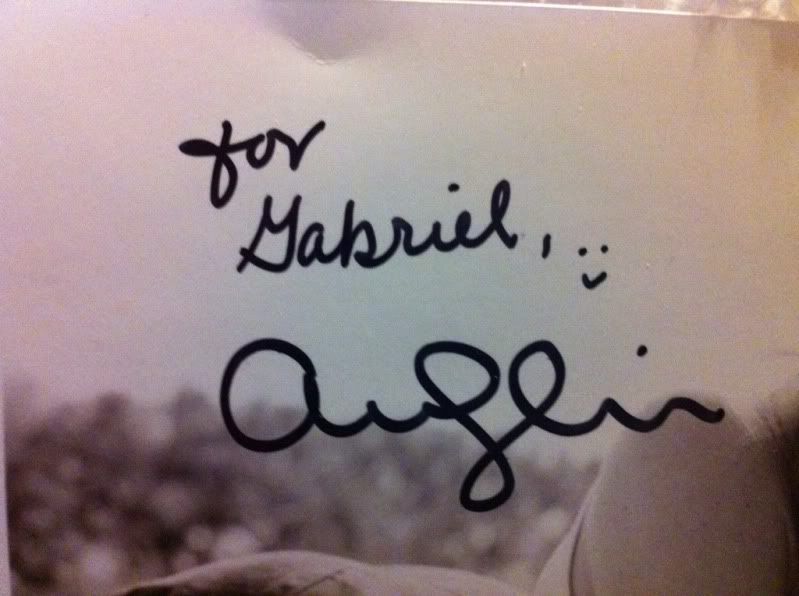 for
Gabriel, ..